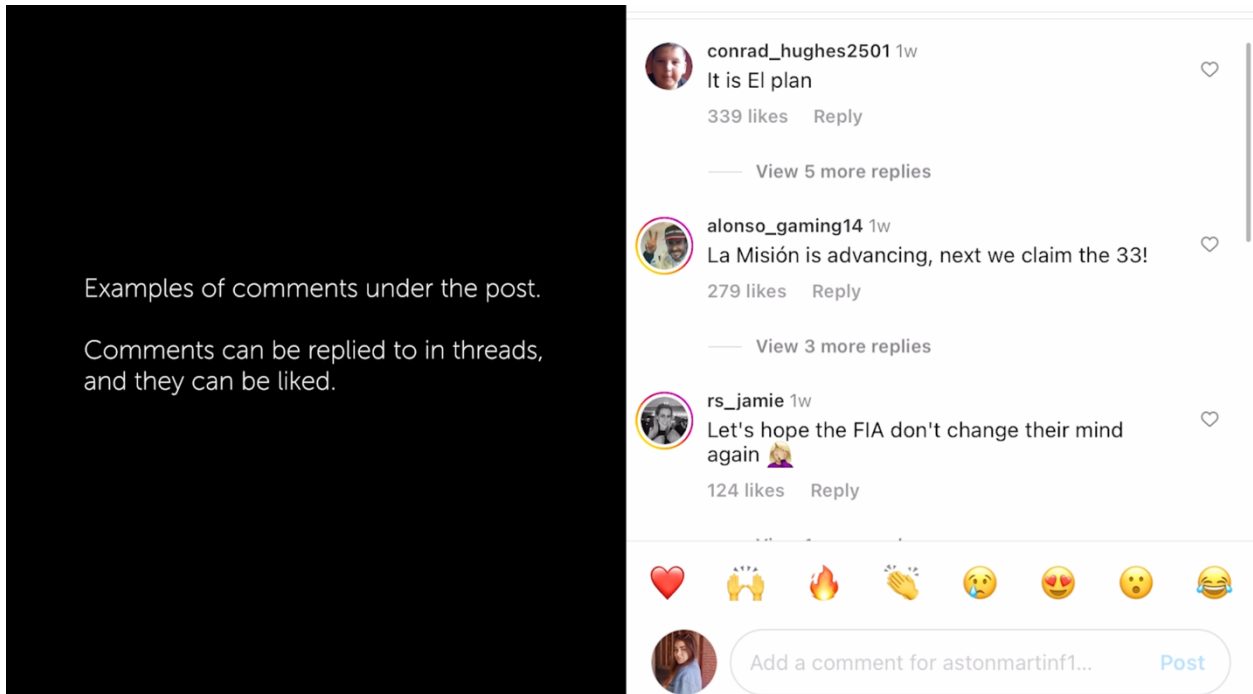 Examples of comments under the post.
Comments can be replied to in threads,
and they can be liked.
conrad_hughes2501 1w
It is El plan
339 likes Reply
View 5 more replies
alonso_gaming14 1w
La Misión is advancing, next we claim the 33!
279 likes Reply
View 3 more replies
rs_jamie 1w
Let's hope the FIA don't change their mind
again 🤦🏼‍♀️
124 likes Reply
Add a comment for astonmartinf1... Post